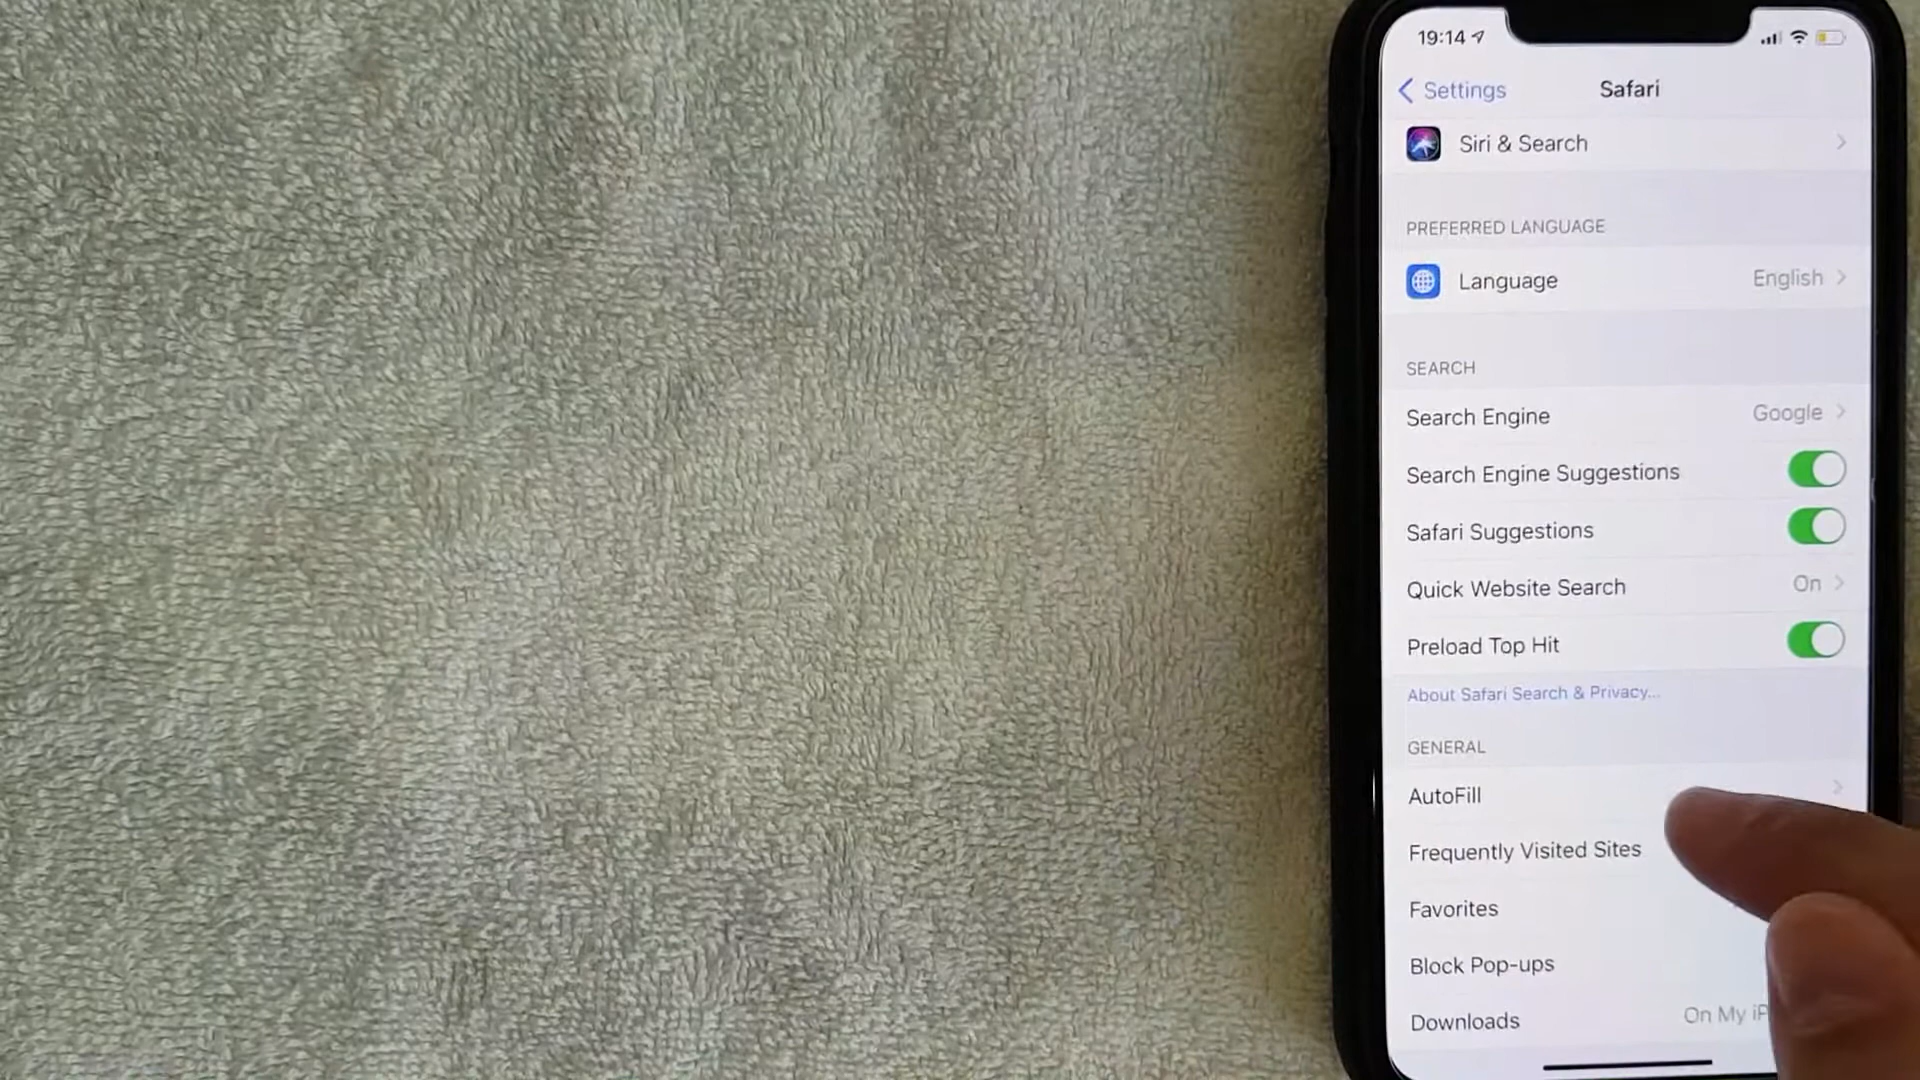 19:14
Settings
Safari
Siri & Search
PREFERRED LANGUAGE
Language English
SEARCH
Search Engine Google
Search Engine Suggestions
Safari Suggestions
Quick Website Search On
Preload Top Hit
About Safari Search & Privacy...
GENERAL
AutoFill
Frequently Visited Sites
Favorites
Block Pop-ups
Downloads On My